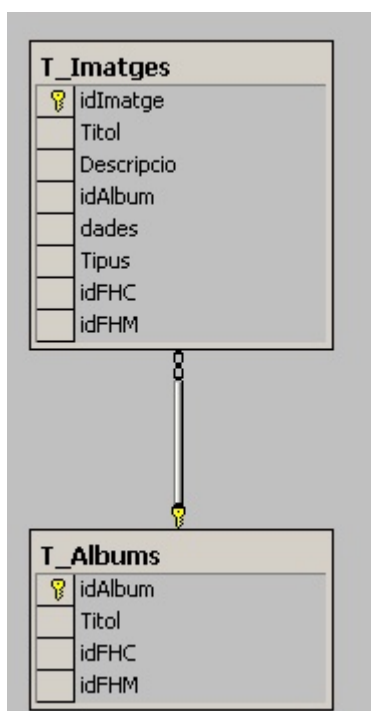 T_Imatges
idImatge
Titol
Descripcio
idAlbum
dades
Tipus
idFHC
idFHM
T_Albums
idAlbum
Titol
idFHC
idFHM